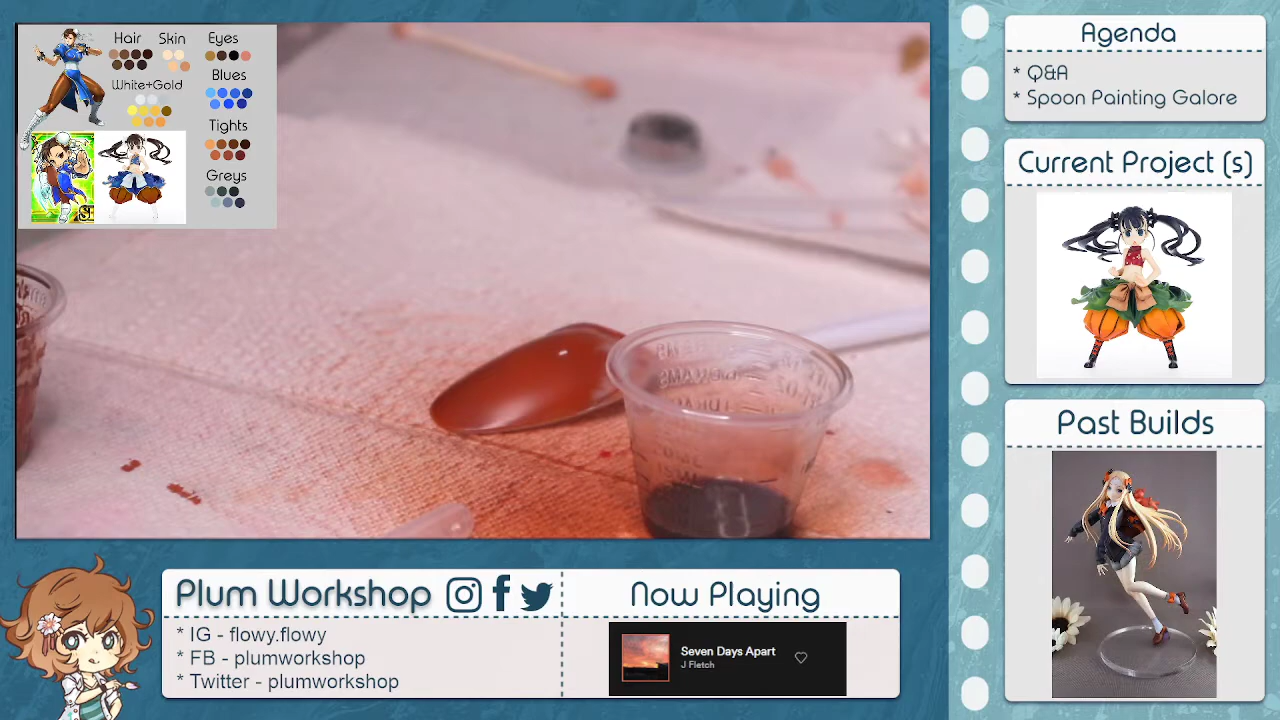 Hair Skin Eyes
White+Gold
Blues
Tights
Greys
Agenda
* Q&A
* Spoon Painting Galore
Current Project (s)
Past Builds
Plum Workshop
* IG - flowy.flowy
* FB - plumworkshop
* Twitter - plumworkshop
Now Playing
Seven Days Apart
J Fletch